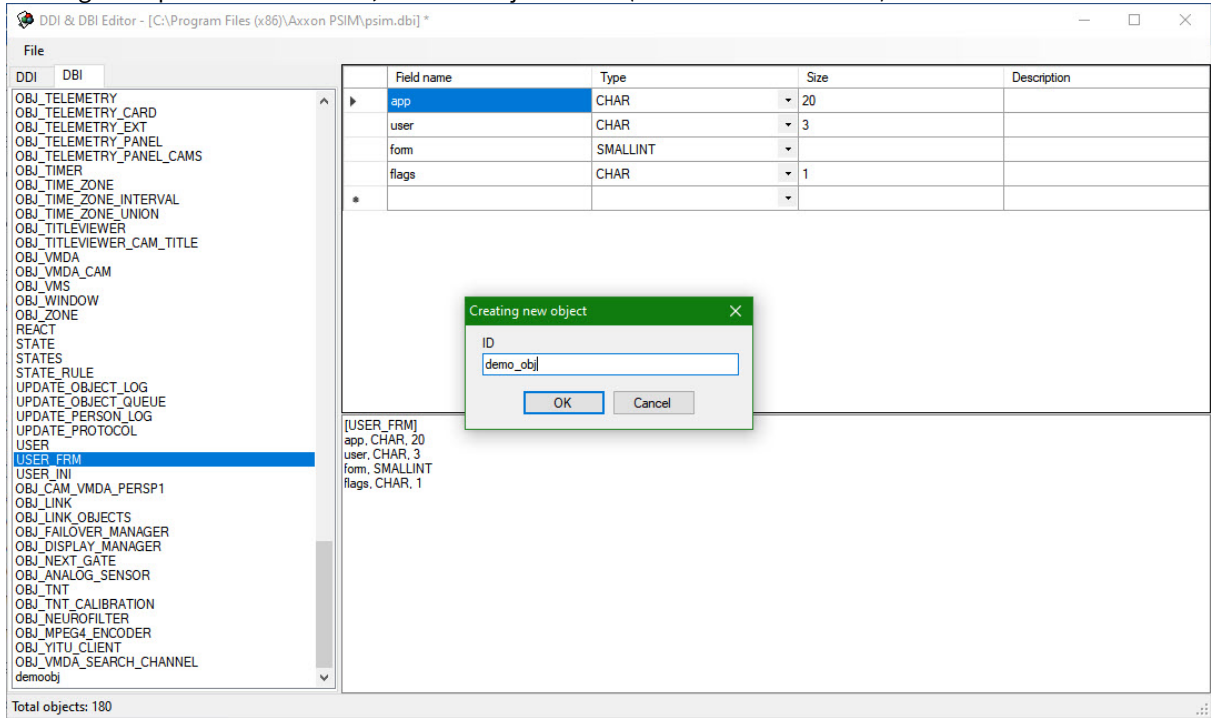 DDI & DBI Editor - [C:\Program Files (x86)\Axxon PSIM\psim.dbi] *
File
DDI DBI
OBJ_TELEMETRY
OBJ_TELEMETRY_CARD
OBJ_TELEMETRY_EXT
OBJ_TELEMETRY_PANEL
OBJ_TELEMETRY_PANEL_CAMS
OBJ_TIMER
OBJ_TIME_ZONE
OBJ_TIME_ZONE_INTERVAL
OBJ_TIME_ZONE_UNION
OBJ_TITLEVIEWER
OBJ_TITLEVIEWER_CAM_TITLE
OBJ_VMDA
OBJ_VMDA_CAM
OBJ_VMS
OBJ_WINDOW
OBJ_ZONE
REACT
STATE
STATES
STATE_RULE
UPDATE_OBJECT_LOG
UPDATE_OBJECT_QUEUE
UPDATE_PERSON_LOG
UPDATE_PROTOCOL
USER
USER_FRM
USER_INI
OBJ_CAM_VMDA_PERSP1
OBJ_LINK
OBJ_LINK_OBJECTS
OBJ_FAILOVER_MANAGER
OBJ_DISPLAY_MANAGER
OBJ_NEXT_GATE
OBJ_ANALOG_SENSOR
OBJ_TNT
OBJ_TNT_CALIBRATION
OBJ_NEUROFILTER
OBJ_MPEG4_ENCODER
OBJ_YITU_CLIENT
OBJ_VMDA_SEARCH_CHANNEL
demoobj
Field name Type Size Description
app CHAR 20
user CHAR 3
form SMALLINT
flags CHAR 1
Creating new object
ID
demo_obj
OK Cancel
[USER_FRM]
app, CHAR, 20
user, CHAR, 3
form, SMALLINT
flags, CHAR, 1
Total objects: 180